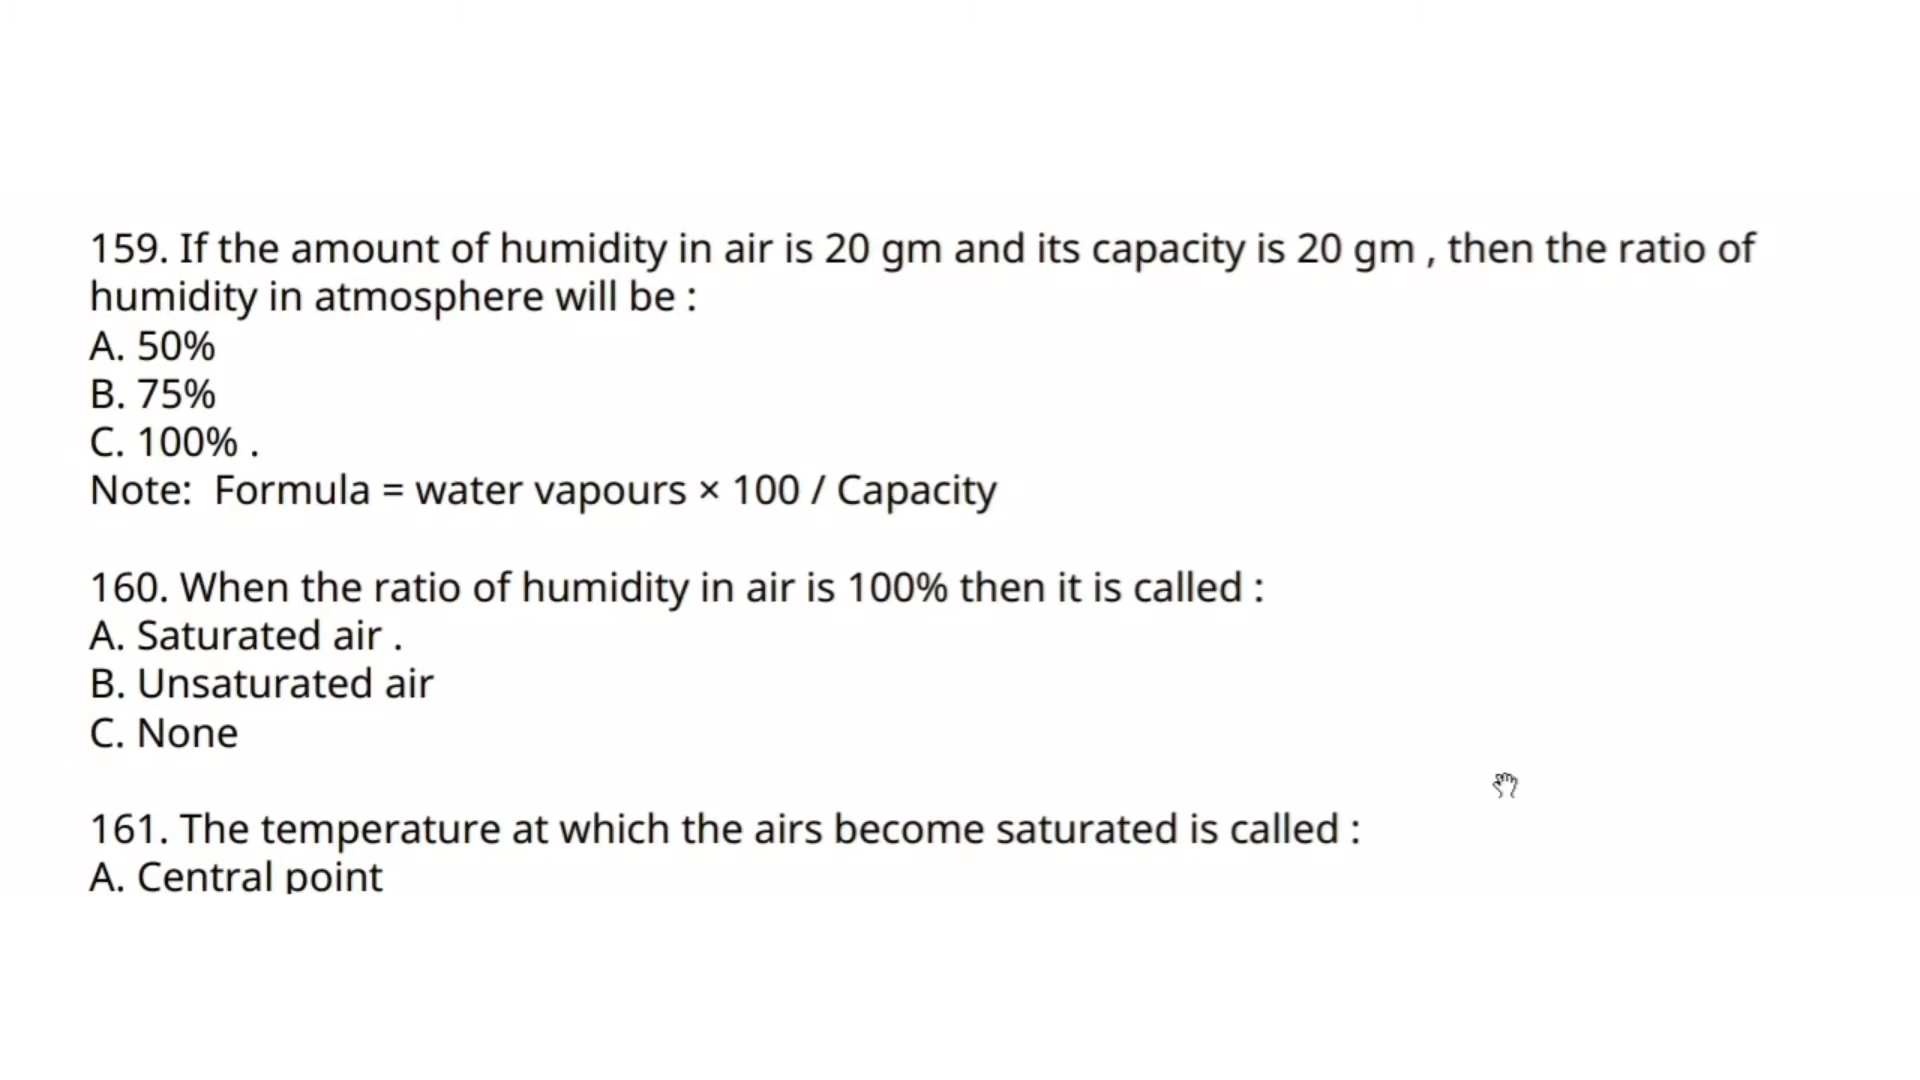 159. If the amount of humidity in air is 20 gm and its capacity is 20 gm , then the ratio of
humidity in atmosphere will be :
A. 50%
B. 75%
C. 100% .
Note:  Formula = water vapours × 100 / Capacity
160. When the ratio of humidity in air is 100% then it is called :
A. Saturated air .
B. Unsaturated air
C. None
161. The temperature at which the airs become saturated is called :
A. Central point